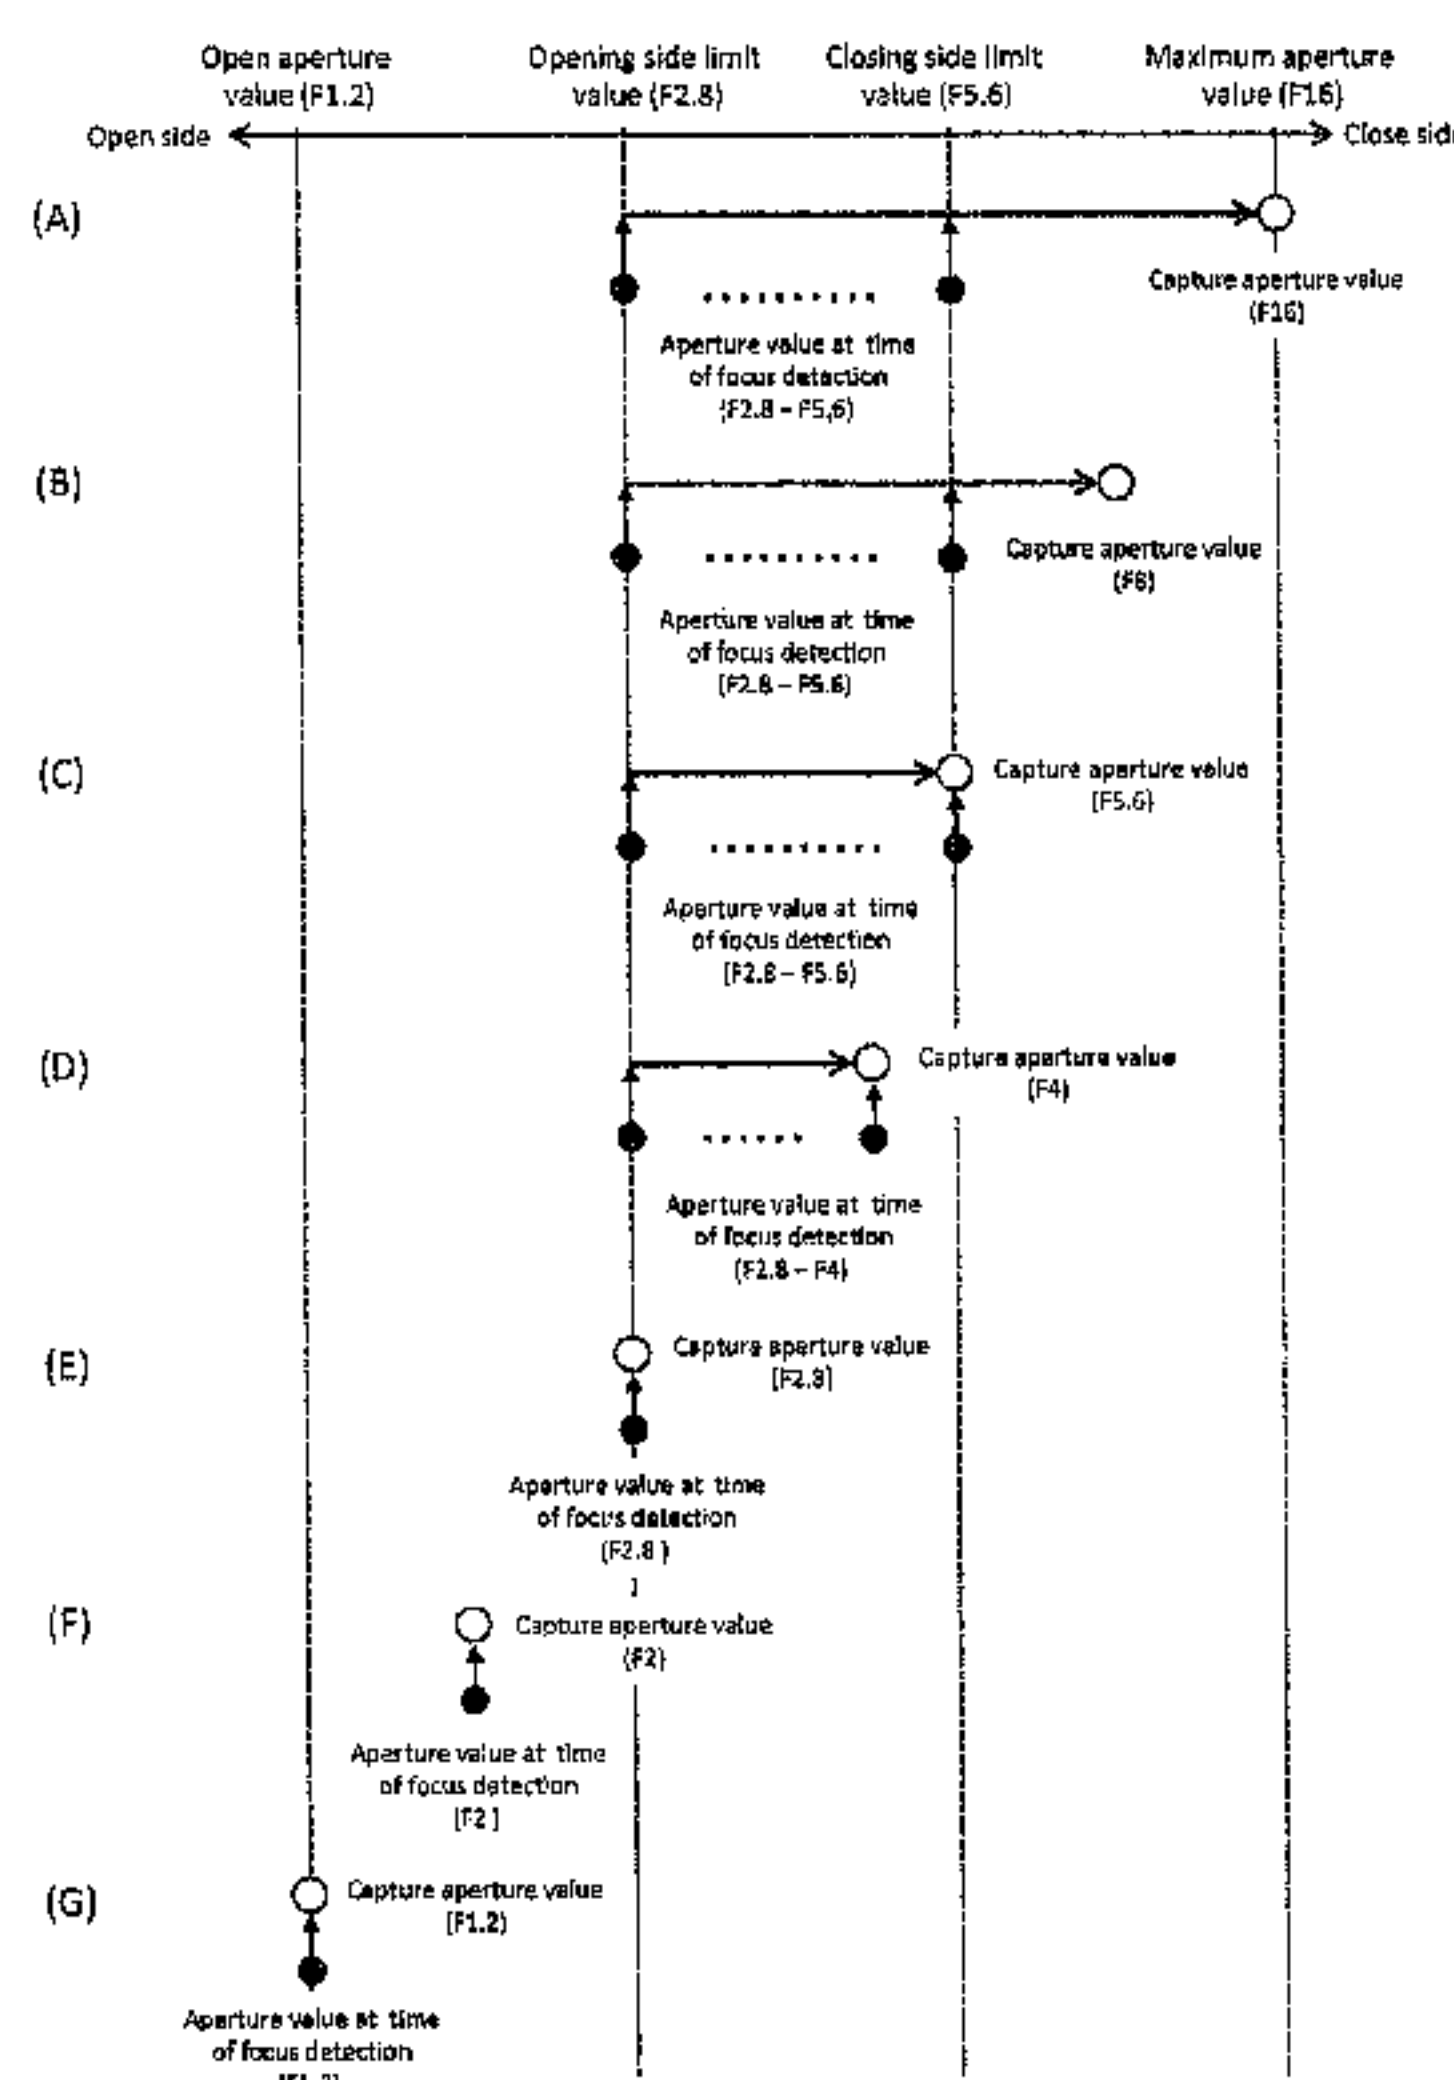 Open aperture
value (F1.2)
Opening side limit
value (F2.8)
Closing side limit
value (F5.6)
Maximum aperture
value (F16)
Open side
Close
(A)
Capture aperture value
(F16)
Aperture value at time
of focus detection
(F2.8 – F5.6)
(B)
Capture aperture value
(F8)
Aperture value at time
of focus detection
(F2.8 – F5.6)
(C)
Capture aperture value
(F5.6)
Aperture value at time
of focus detection
(F2.8 – F5.6)
(D)
Capture aperture value
(F4)
Aperture value at time
of focus detection
(F2.8 – F4)
(E)
Capture aperture value
(F2.8)
Aperture value at time
of focus detection
(F2.8 )
(F)
Capture aperture value
(F2)
Aperture value at time
of focus detection
(F2 )
(G)
Capture aperture value
(F1.2)
Aperture value at time
of focus detection